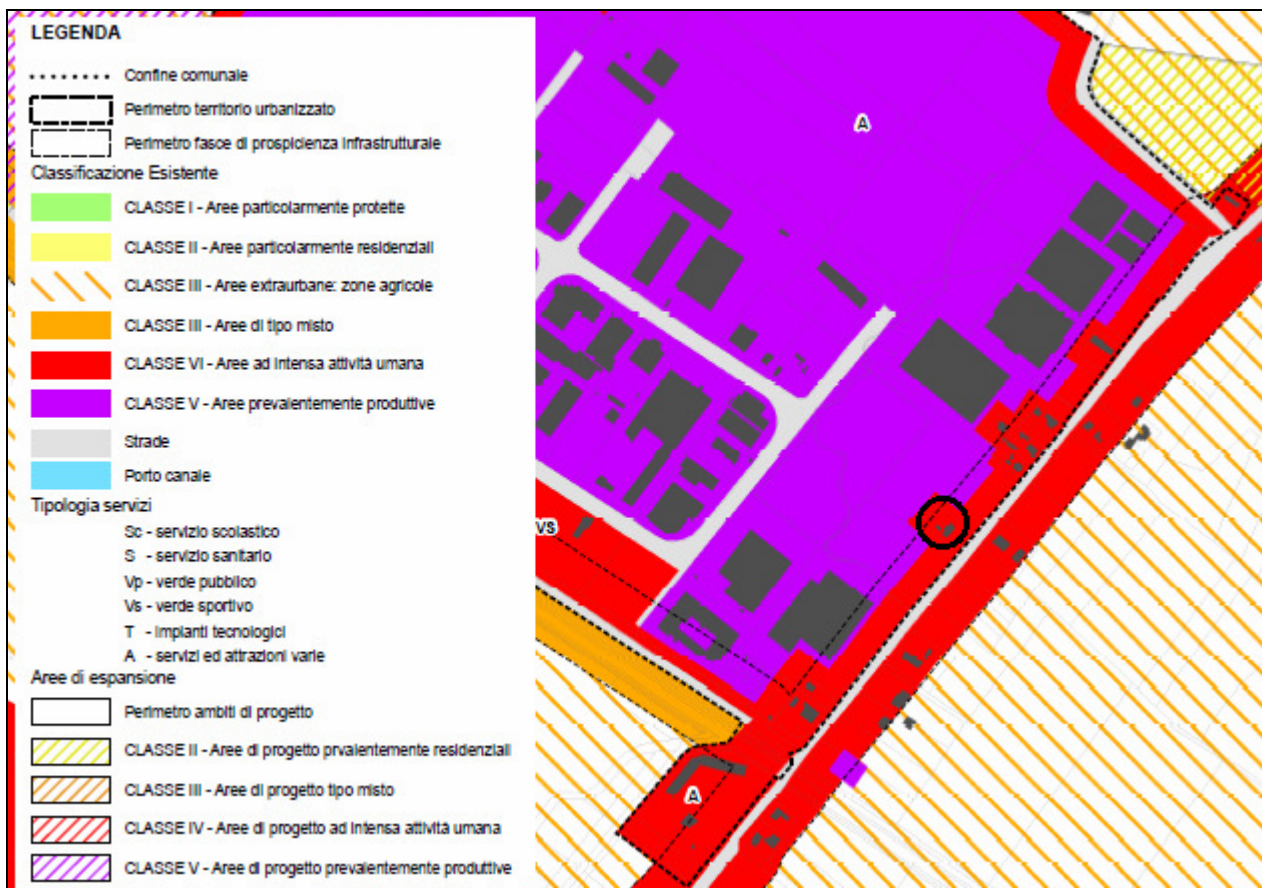 LEGENDA
Confine comunale
Perimetro territorio urbanizzato
Perimetro fasce di prospicienza infrastrutturale
Classificazione Esistente
CLASSE I - Aree particolarmente protette
CLASSE II - Aree particolarmente residenziali
CLASSE III - Aree extraurbane: zone agricole
CLASSE III - Aree di tipo misto
CLASSE VI - Aree ad intensa attività umana
CLASSE V - Aree prevalentemente produttive
Strade
Porto canale
Tipologia servizi
Sc - servizio scolastico
S - servizio sanitario
Vp - verde pubblico
Vs - verde sportivo
T - impianti tecnologici
A - servizi ed attrazioni varie
Aree di espansione
Perimetro ambiti di progetto
CLASSE II - Aree di progetto prvalentemente residenziali
CLASSE III - Aree di progetto tipo misto
CLASSE IV - Aree di progetto ad intensa attività umana
CLASSE V - Aree di progetto prevalentemente produttive
A
VS
A